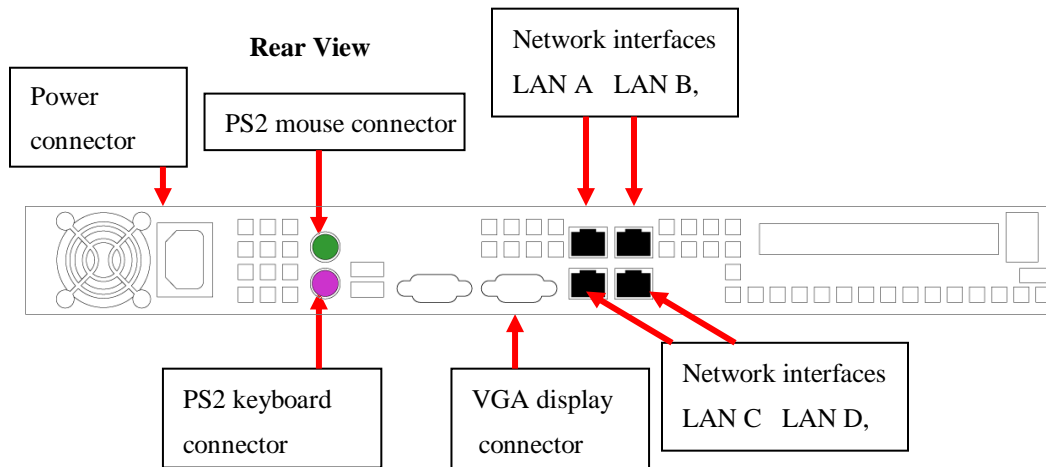 Rear View
Network interfaces
LAN A LAN B,
Power
connector
PS2 mouse connector
PS2 keyboard
connector
VGA display
connector
Network interfaces
LAN C LAN D,